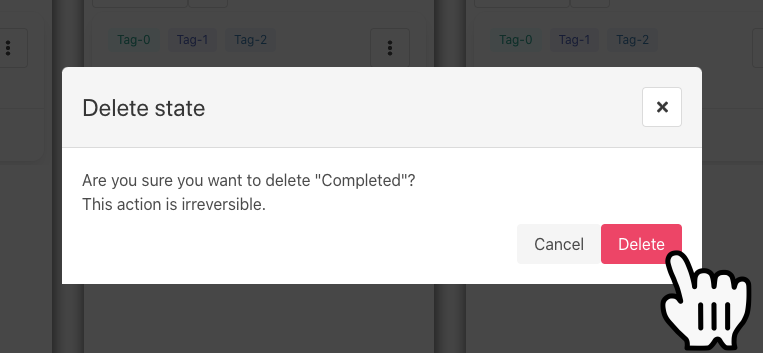 Tag-0 Tag-1 Tag-2 Tag-0 Tag-1 Tag-2
Delete state
Are you sure you want to delete "Completed"?
This action is irreversible.
Cancel Delete